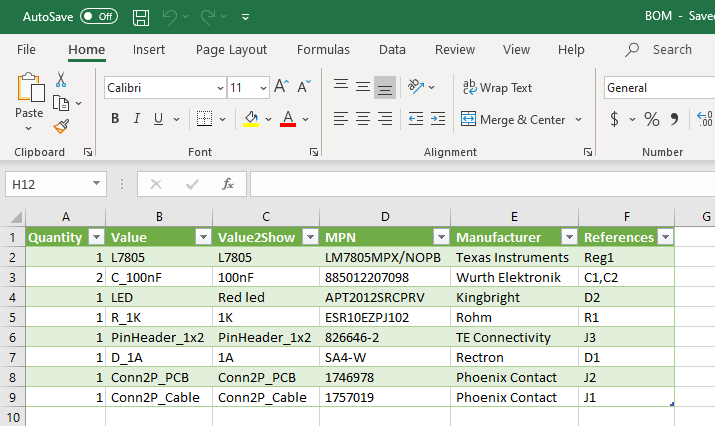 AutoSave Off BOM - Save
File Home Insert Page Layout Formulas Data Review View Help Search
Paste Calibri 11 A A ab Wrap Text General
B I U A Merge & Center $ % 9 .00
Clipboard Font Alignment Number
H12 fx
A B C D E F G
1 Quantity Value Value2Show MPN Manufacturer References
2 1 L7805 L7805 LM7805MPX/NOPB Texas Instruments Reg1
3 2 C_100nF 100nF 885012207098 Wurth Elektronik C1,C2
4 1 LED Red led APT2012SRCPRV Kingbright D2
5 1 R_1K 1K ESR10EZPJ102 Rohm R1
6 1 PinHeader_1x2 PinHeader_1x2 826646-2 TE Connectivity J3
7 1 D_1A 1A SA4-W Rectron D1
8 1 Conn2P_PCB Conn2P_PCB 1746978 Phoenix Contact J2
9 1 Conn2P_Cable Conn2P_Cable 1757019 Phoenix Contact J1
10